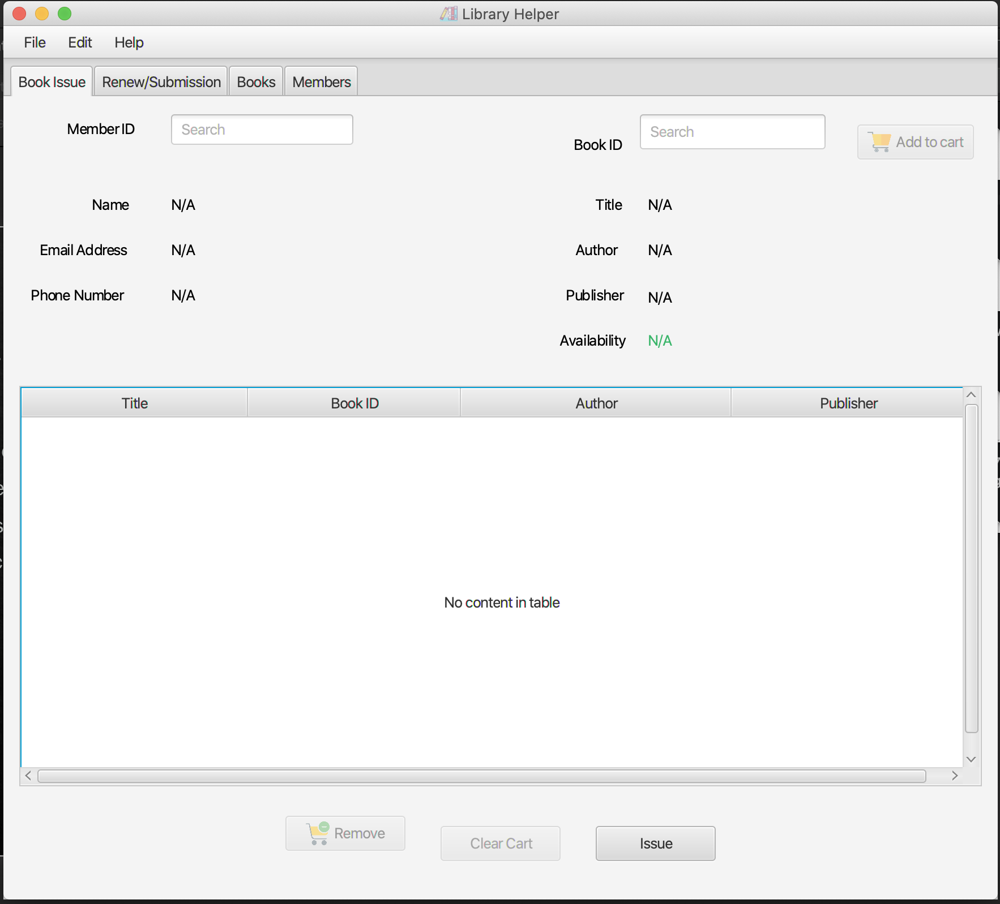 Library Helper
File Edit Help
Book Issue Renew/Submission Books Members
Member ID Search
Book ID Search Add to cart
Name N/A
Title N/A
Email Address N/A
Author N/A
Phone Number N/A
Publisher N/A
Availability N/A
Title Book ID Author Publisher
No content in table
Remove Clear Cart Issue